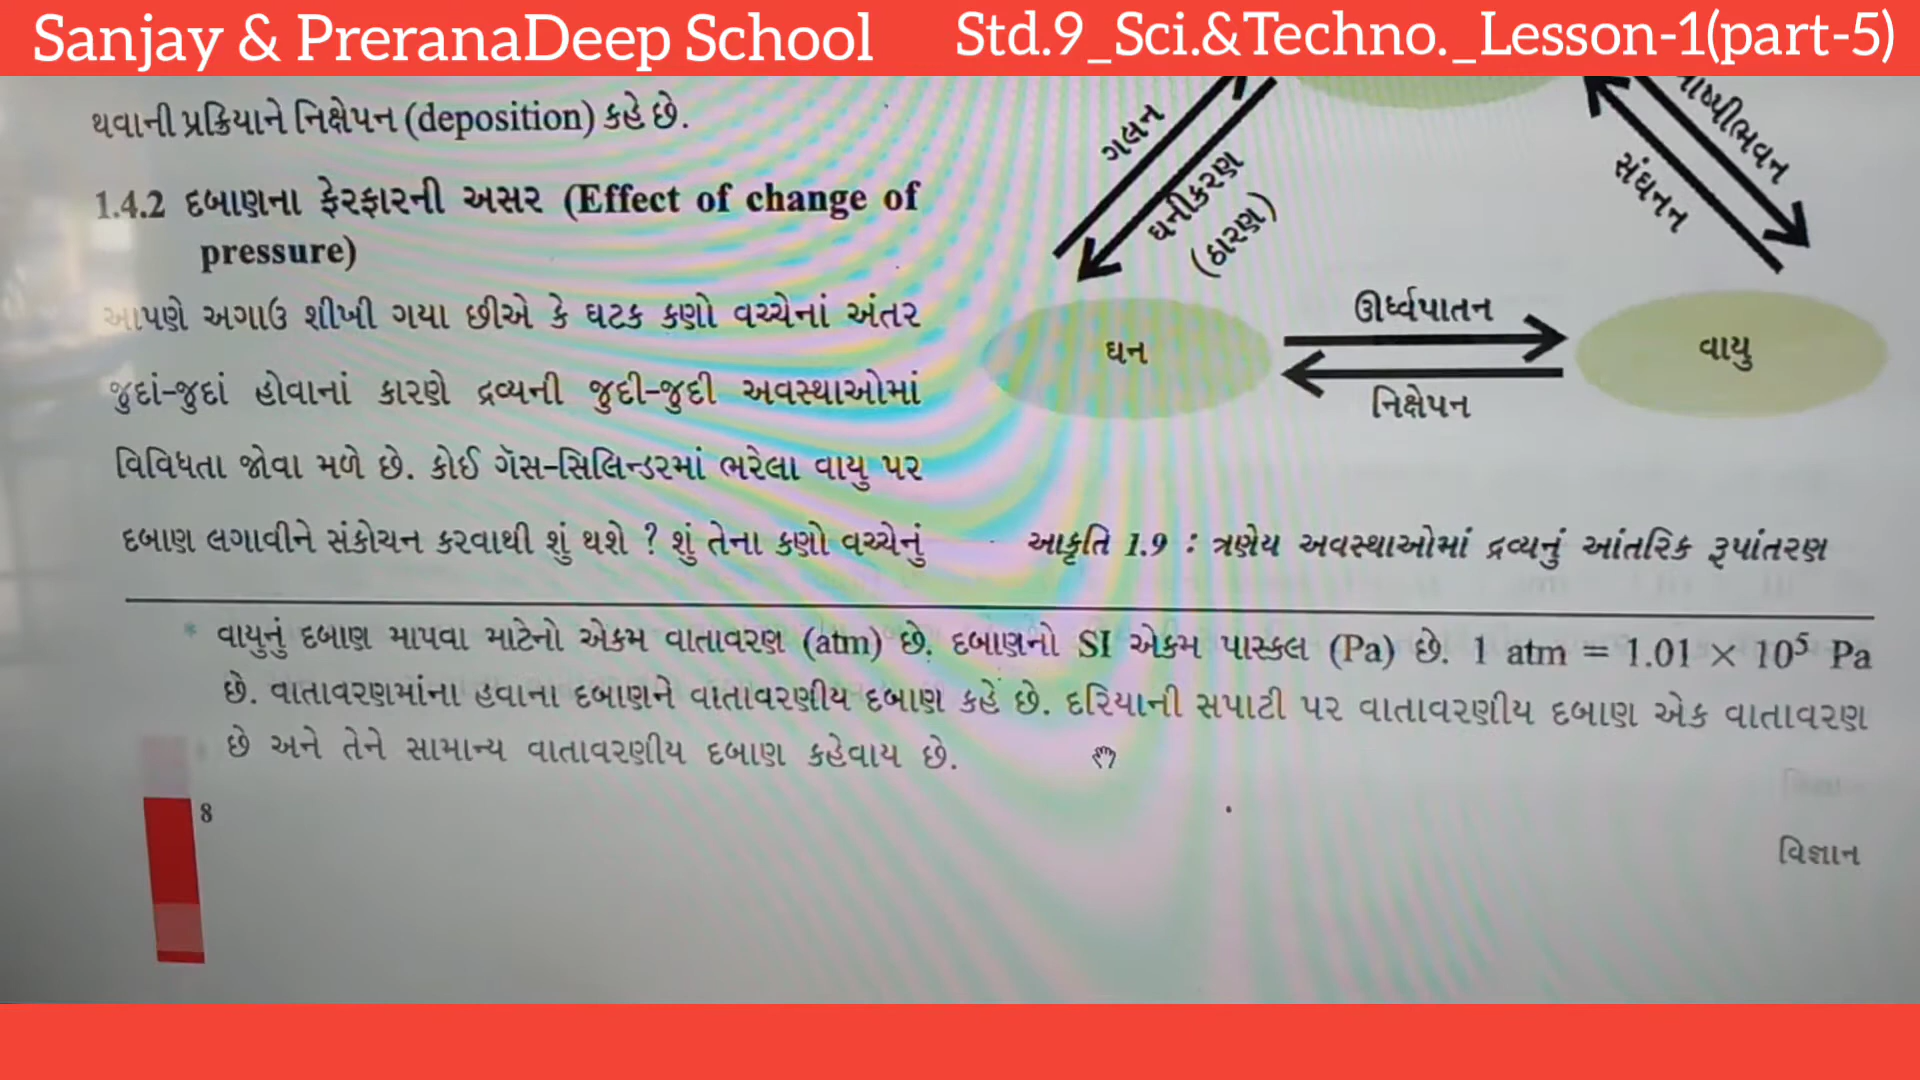 Sanjay & PreranaDeep School
Std.9_Sci.&Techno._Lesson-1(part-5)
થવાની પ્રક્રિયાને નિક્ષેપન (deposition) કહે છે.
1.4.2 દબાણના ફેરફારની અસર (Effect of change of
pressure)
આપણે અગાઉ શીખી ગયા છીએ કે ઘટક કણો વચ્ચેનાં અંતર
જુદાં-જુદાં હોવાનાં કારણે દ્રવ્યની જુદી-જુદી અવસ્થાઓમાં
વિવિધતા જોવા મળે છે. કોઈ ગૅસ-સિલિન્ડરમાં ભરેલા વાયુ પર
દબાણ લગાવીને સંકોચન કરવાથી શું થશે ? શું તેના કણો વચ્ચેનું
ગલન
ઘનીકરણ
(ઠારણ)
બાષ્પીભવન
સંઘનન
ઘન
ઊર્ધ્વપાતન
નિક્ષેપન
વાયુ
આકૃતિ 1.9 : ત્રણેય અવસ્થાઓમાં દ્રવ્યનું આંતરિક રૂપાંતરણ
* વાયુનું દબાણ માપવા માટેનો એકમ વાતાવરણ (atm) છે. દબાણનો SI એકમ પાસ્કલ (Pa) છે. 1 atm = 1.01 × 10⁵ Pa
છે. વાતાવરણમાંના હવાના દબાણને વાતાવરણીય દબાણ કહે છે. દરિયાની સપાટી પર વાતાવરણીય દબાણ એક વાતાવરણ
છે અને તેને સામાન્ય વાતાવરણીય દબાણ કહેવાય છે.
8
વિજ્ઞાન